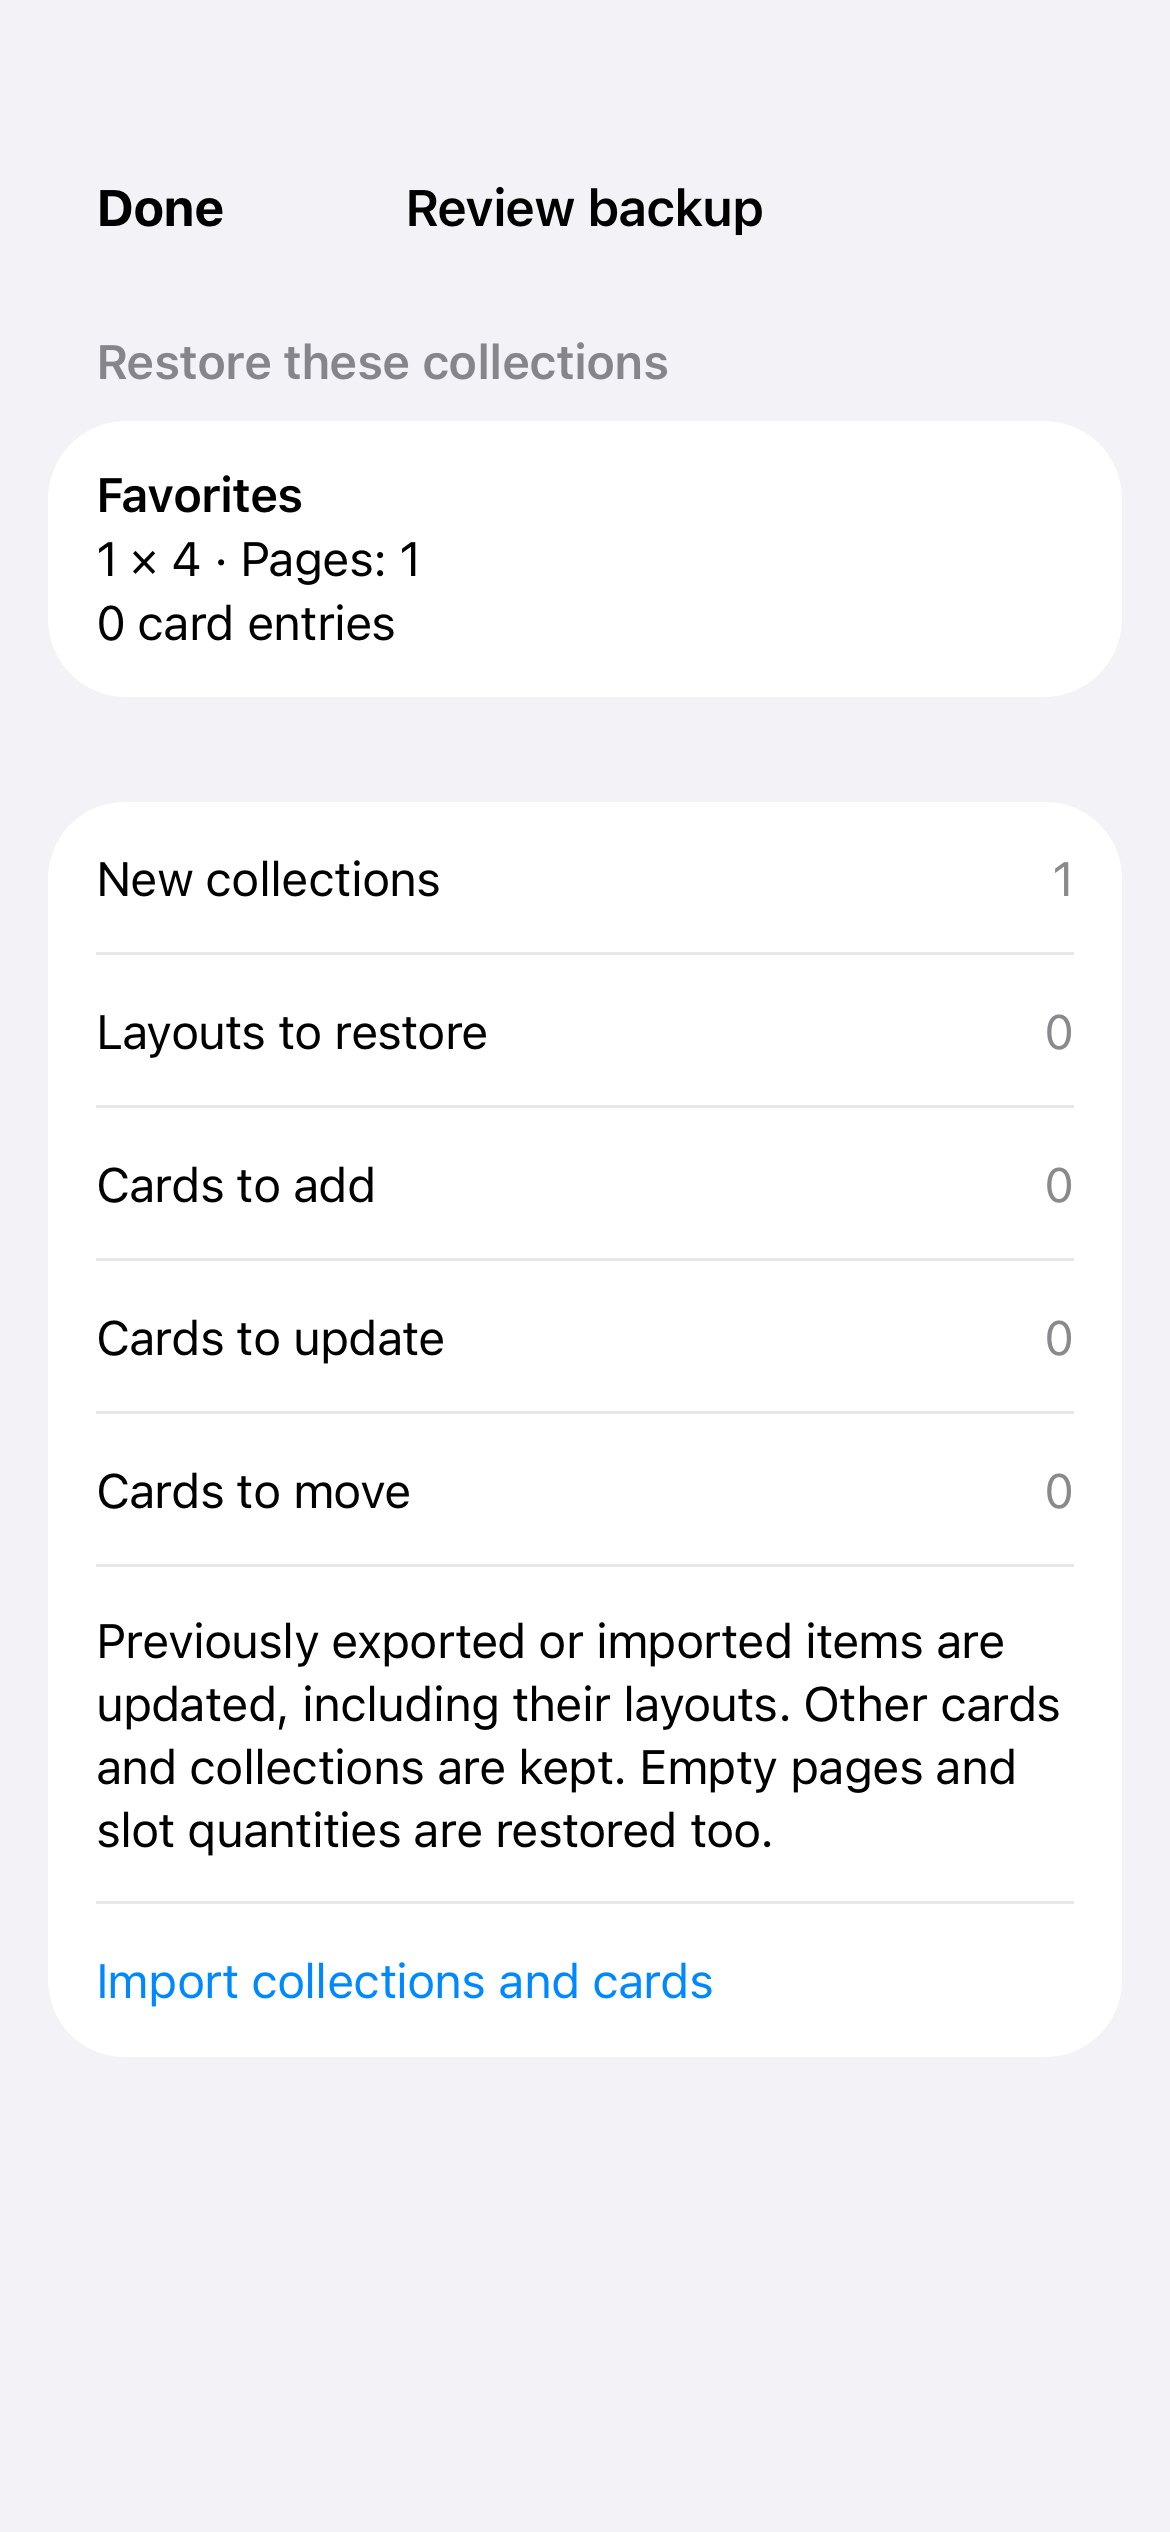 Done
Review backup
Restore these collections
Favorites
1 × 4 · Pages: 1
0 card entries
New collections 1
Layouts to restore 0
Cards to add 0
Cards to update 0
Cards to move 0
Previously exported or imported items are
updated, including their layouts. Other cards
and collections are kept. Empty pages and
slot quantities are restored too.
Import collections and cards